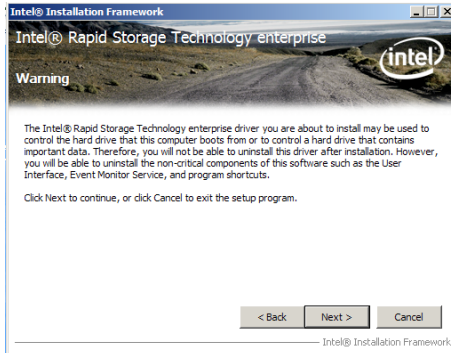 Intel® Installation Framework
Intel® Rapid Storage Technology enterprise
intel
Warning
The Intel® Rapid Storage Technology enterprise driver you are about to install may be used to
control the hard drive that this computer boots from or to control a hard drive that contains
important data. Therefore, you will not be able to uninstall this driver after installation. However,
you will be able to uninstall the non-critical components of this software such as the User
Interface, Event Monitor Service, and program shortcuts.
Click Next to continue, or click Cancel to exit the setup program.
< Back Next > Cancel
Intel® Installation Framework